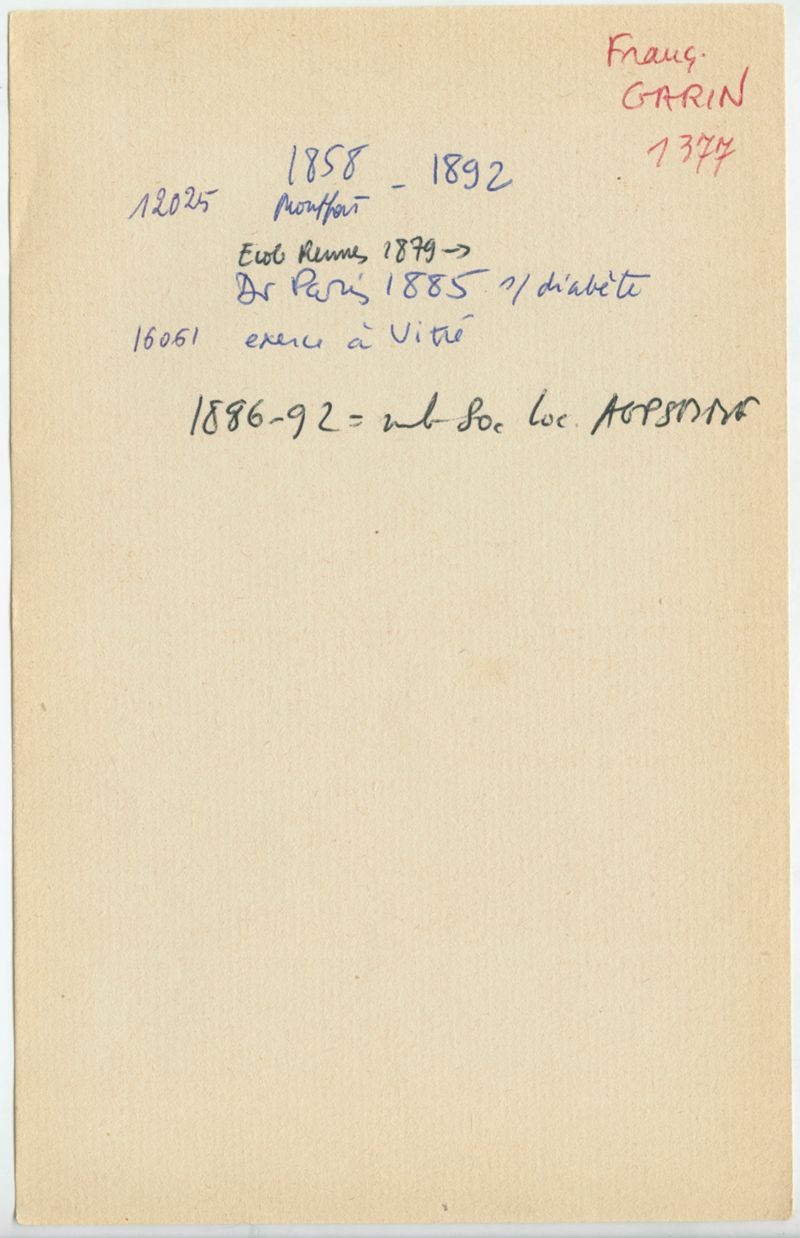 Franç.
GARIN
1377
1858 - 1892
12025 Montfort
Ecole Rennes 1879 →
Dr Paris 1885 s/diabète
16061 exerce à Vitré
1886-92 = mb Soc loc.